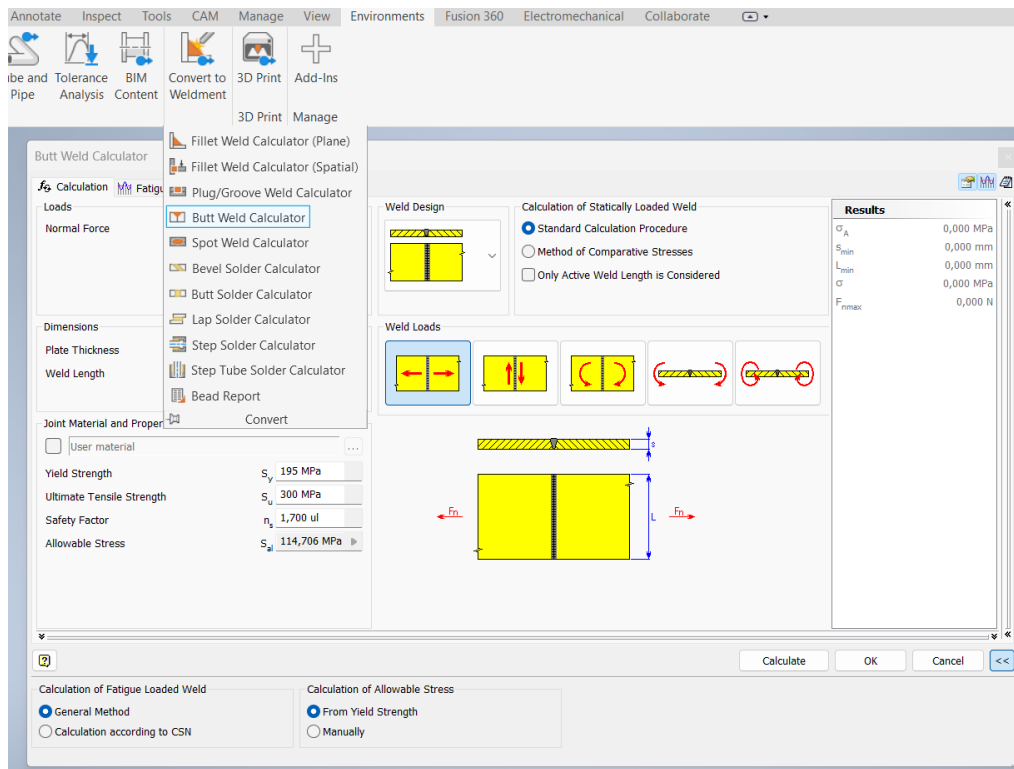 Annotate Inspect Tools CAM Manage View Environments Fusion 360 Electromechanical Collaborate
Tolerance BIM Convert to 3D Print Add-Ins
Pipe Analysis Content Weldment
3D Print Manage
Fillet Weld Calculator (Plane)
Fillet Weld Calculator (Spatial)
Plug/Groove Weld Calculator
Butt Weld Calculator
Spot Weld Calculator
Bevel Solder Calculator
Butt Solder Calculator
Lap Solder Calculator
Step Solder Calculator
Step Tube Solder Calculator
Bead Report
Convert
Butt Weld Calculator
Calculation
Loads
Normal Force
Dimensions
Plate Thickness
Weld Length
Joint Material and Proper
User material
...
Yield Strength Sy 195 MPa
Ultimate Tensile Strength Su 300 MPa
Safety Factor ns 1,700 ul
Allowable Stress Sal 114,706 MPa
Weld Design
Calculation of Statically Loaded Weld
Standard Calculation Procedure
Method of Comparative Stresses
Only Active Weld Length is Considered
Weld Loads
s
Fn L Fn
Results
σA 0,000 MPa
smin 0,000 mm
Lmin 0,000 mm
σ 0,000 MPa
Fnmax 0,000 N
Calculate OK Cancel <<
Calculation of Fatigue Loaded Weld
General Method
Calculation according to CSN
Calculation of Allowable Stress
From Yield Strength
Manually